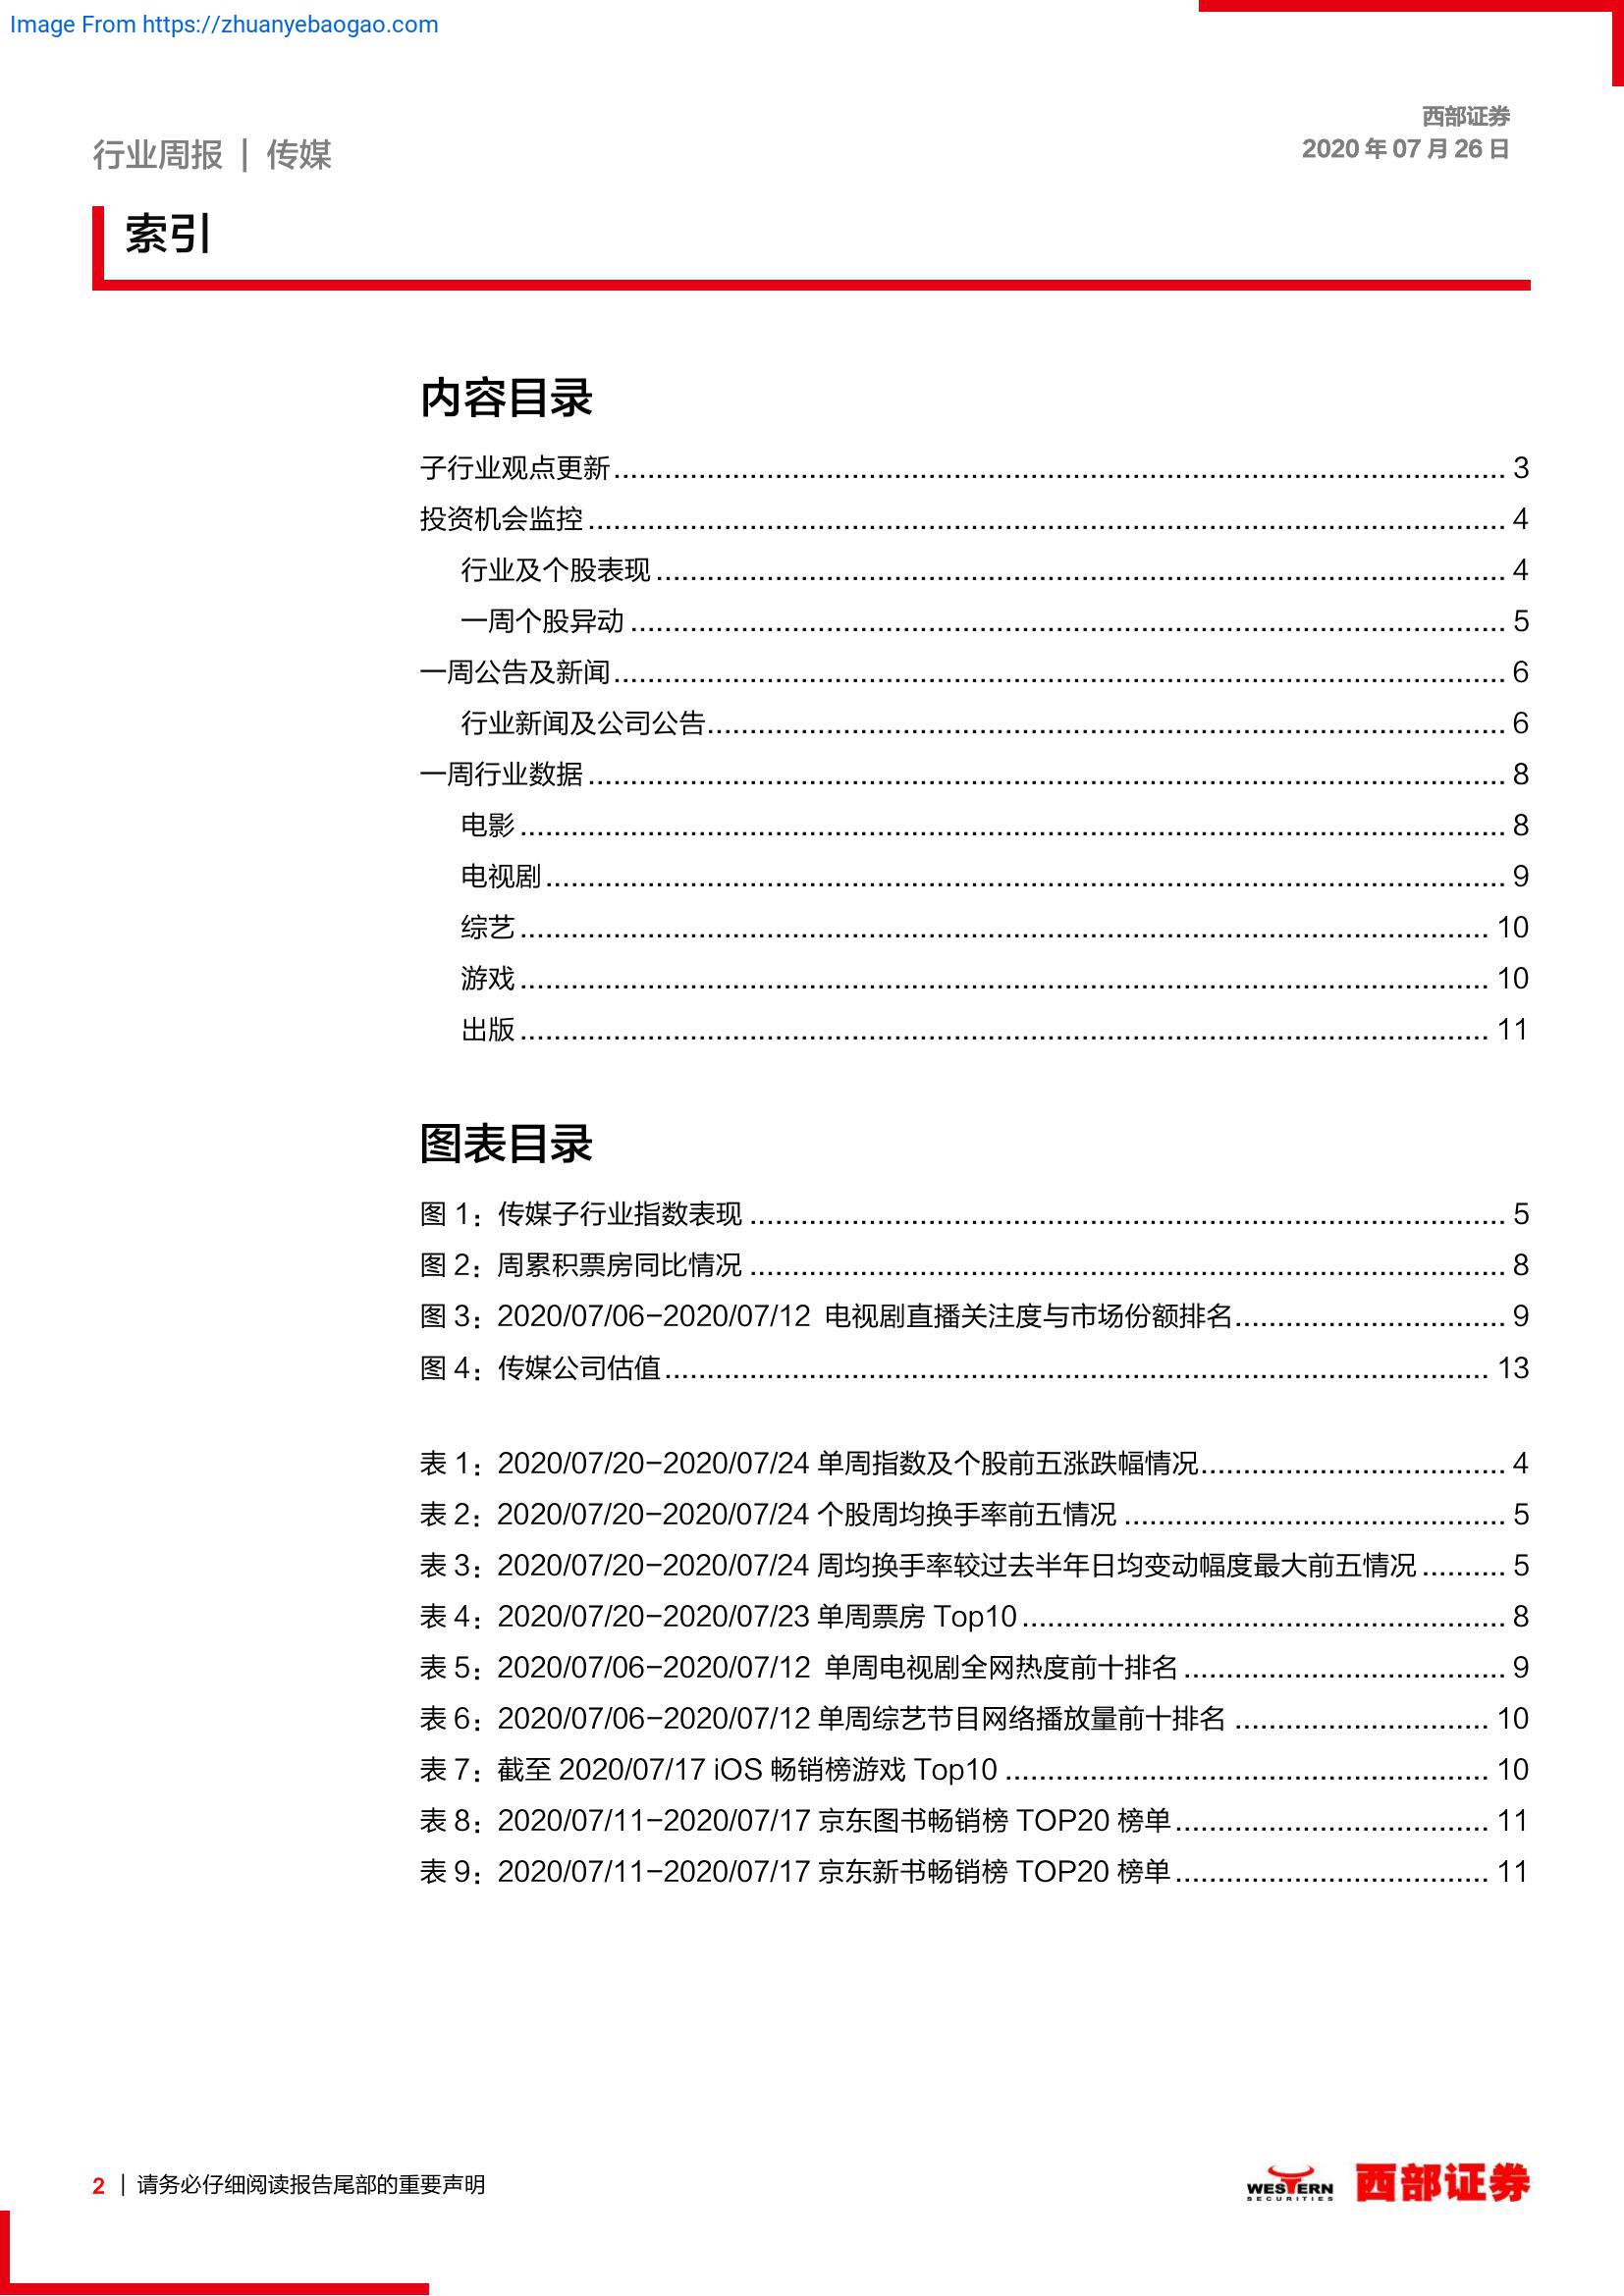 Image From https://zhuanyebaogao.com
西部证券
行业周报 | 传媒
2020 年 07 月 26 日
索引
内容目录
子行业观点更新 3
投资机会监控 4
行业及个股表现 4
一周个股异动 5
一周公告及新闻 6
行业新闻及公司公告 6
一周行业数据 8
电影 8
电视剧 9
综艺 10
游戏 10
出版 11
图表目录
图 1：传媒子行业指数表现 5
图 2：周累积票房同比情况 8
图 3：2020/07/06-2020/07/12 电视剧直播关注度与市场份额排名 9
图 4：传媒公司估值 13
表 1：2020/07/20-2020/07/24 单周指数及个股前五涨跌幅情况 4
表 2：2020/07/20-2020/07/24 个股周均换手率前五情况 5
表 3：2020/07/20-2020/07/24 周均换手率较过去半年日均变动幅度最大前五情况 5
表 4：2020/07/20-2020/07/23 单周票房 Top10 8
表 5：2020/07/06-2020/07/12 单周电视剧全网热度前十排名 9
表 6：2020/07/06-2020/07/12 单周综艺节目网络播放量前十排名 10
表 7：截至 2020/07/17 iOS 畅销榜游戏 Top10 10
表 8：2020/07/11-2020/07/17 京东图书畅销榜 TOP20 榜单 11
表 9：2020/07/11-2020/07/17 京东新书畅销榜 TOP20 榜单 11
2 | 请务必仔细阅读报告尾部的重要声明
WESTERN
SECURITIES
西部证券